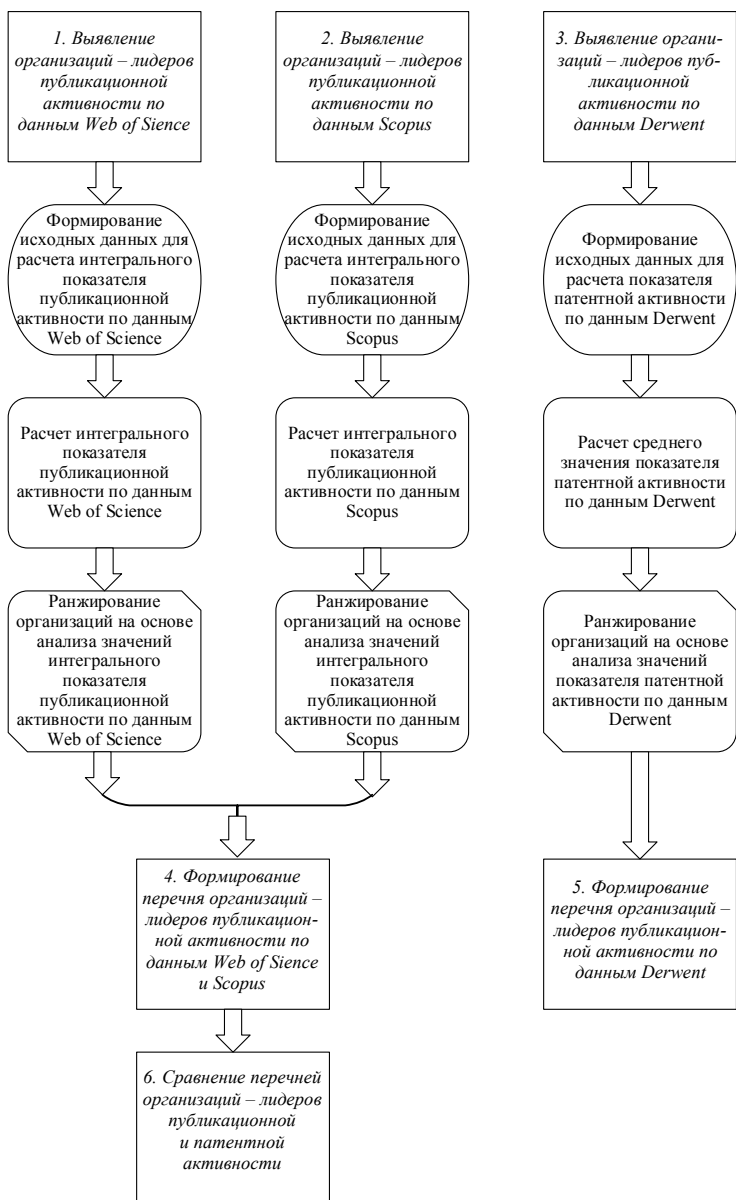 1. Выявление
организаций – лидеров
публикационной
активности по
данным Web of Sience
2. Выявление
организаций – лидеров
публикационной
активности по
данным Scopus
3. Выявление органи-
заций – лидеров пуб-
ликационной
активности по
данным Derwent
Формирование
исходных данных для
расчета интегрального
показателя
публикационной
активности по данным
Web of Science
Формирование
исходных данных для
расчета интегрального
показателя
публикационной
активности по данным
Scopus
Формирование
исходных данных для
расчета показателя
патентной активности
по данным Derwent
Расчет интегрального
показателя
публикационной
активности по данным
Web of Science
Расчет интегрального
показателя
публикационной
активности по данным
Scopus
Расчет среднего
значения показателя
патентной активности
по данным Derwent
Ранжирование
организаций на основе
анализа значений
интегрального
показателя
публикационной
активности по данным
Web of Science
Ранжирование
организаций на основе
анализа значений
интегрального
показателя
публикационной
активности по данным
Scopus
Ранжирование
организаций на основе
анализа значений
показателя патентной
активности по данным
Derwent
4. Формирование
перечня организаций –
лидеров публикацион-
ной активности по
данным Web of Sience
и Scopus
5. Формирование
перечня организаций –
лидеров публикацион-
ной активности по
данным Derwent
6. Сравнение перечней
организаций – лидеров
публикационной
и патентной
активности